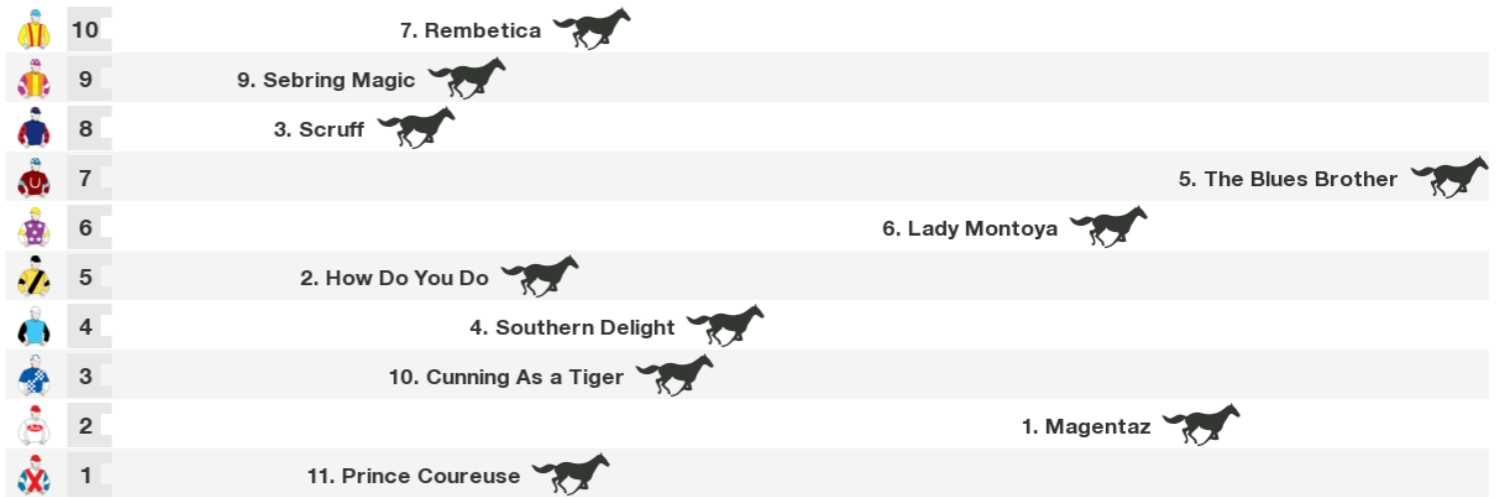 10 7. Rembetica
9 9. Sebring Magic
8 3. Scruff
7 5. The Blues Brother
6 6. Lady Montoya
5 2. How Do You Do
4 4. Southern Delight
3 10. Cunning As a Tiger
2 1. Magentaz
1 11. Prince Coureuse